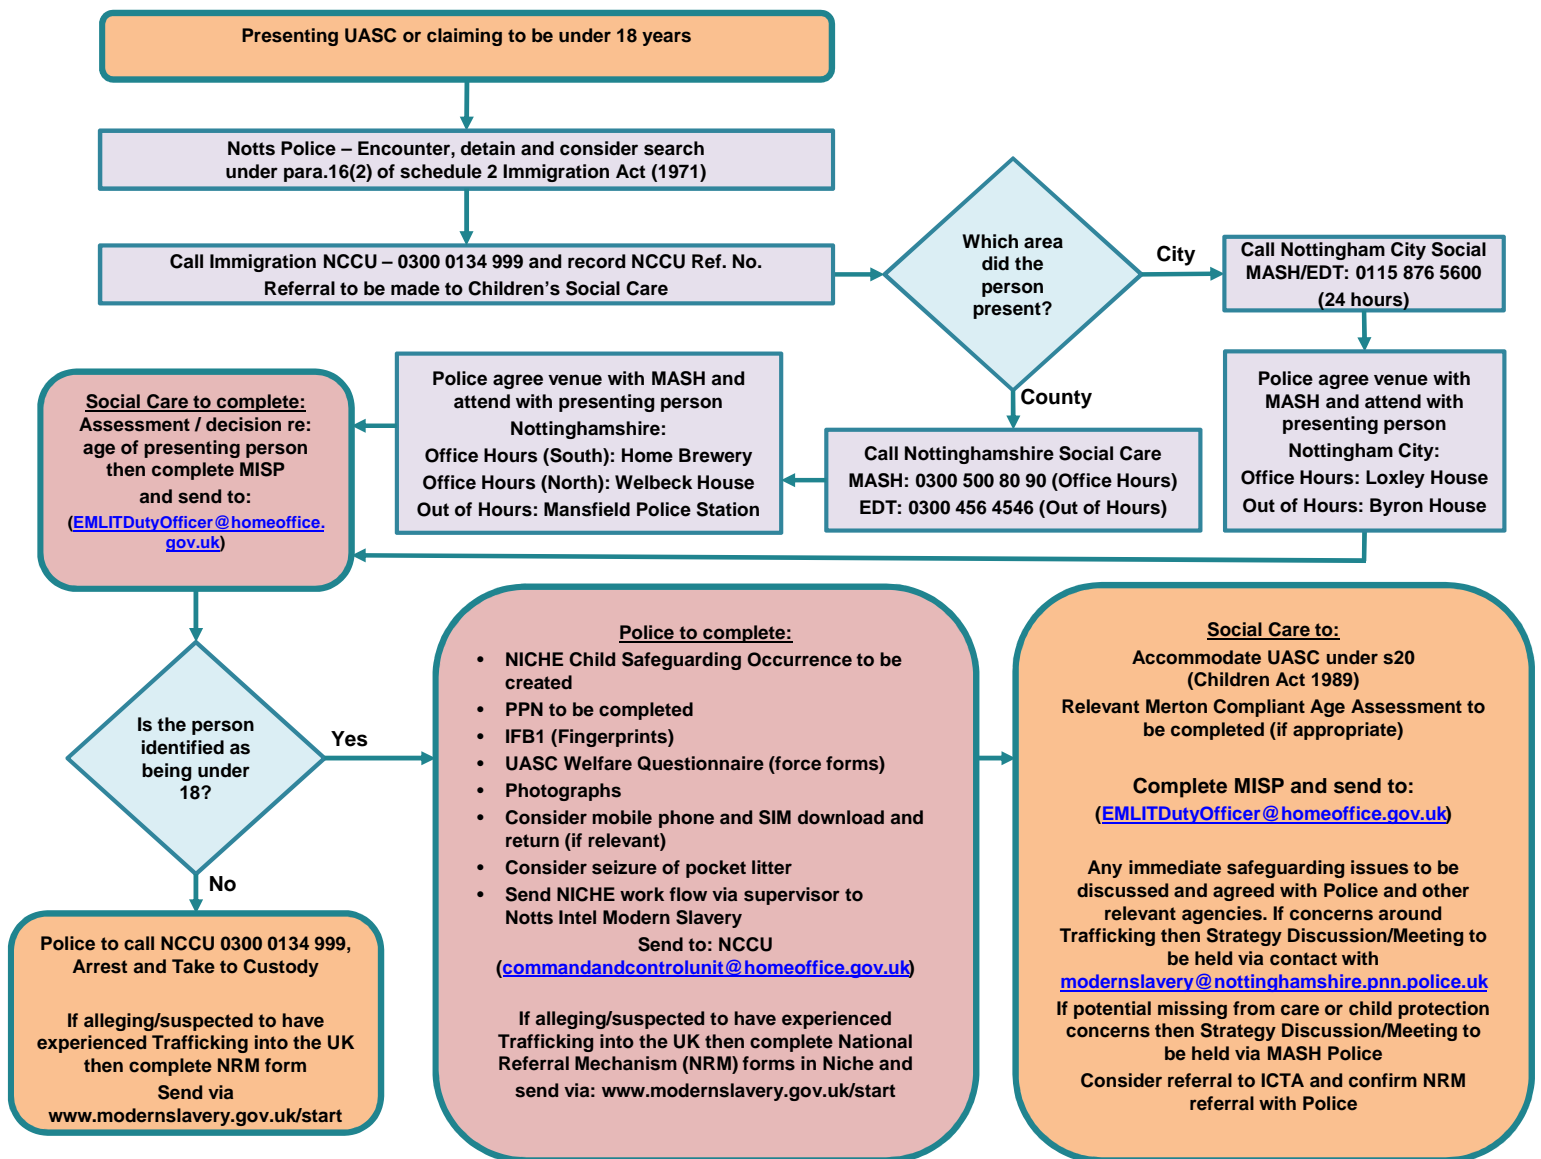 Presenting UASC or claiming to be under 18 years
Notts Police – Encounter, detain and consider search
under para.16(2) of schedule 2 Immigration Act (1971)
Call Immigration NCCU – 0300 0134 999 and record NCCU Ref. No.
Referral to be made to Children’s Social Care
Which area
did the
person
present?
City
Call Nottingham City Social
MASH/EDT: 0115 876 5600
(24 hours)
Police agree venue with
MASH and attend with
presenting person
Nottingham City:
Office Hours: Loxley House
Out of Hours: Byron House
County
Call Nottinghamshire Social Care
MASH: 0300 500 80 90 (Office Hours)
EDT: 0300 456 4546 (Out of Hours)
Police agree venue with MASH and
attend with presenting person
Nottinghamshire:
Office Hours (South): Home Brewery
Office Hours (North): Welbeck House
Out of Hours: Mansfield Police Station
Social Care to complete:
Assessment / decision re:
age of presenting person
then complete MISP
and send to:
(EMLITDutyOfficer@homeoffice.
gov.uk)
Is the person
identified as
being under
18?
Yes
No
Police to call NCCU 0300 0134 999,
Arrest and Take to Custody
If alleging/suspected to have
experienced Trafficking into the UK
then complete NRM form
Send via
www.modernslavery.gov.uk/start
Police to complete:
• NICHE Child Safeguarding Occurrence to be
created
• PPN to be completed
• IFB1 (Fingerprints)
• UASC Welfare Questionnaire (force forms)
• Photographs
• Consider mobile phone and SIM download and
return (if relevant)
• Consider seizure of pocket litter
• Send NICHE work flow via supervisor to
Notts Intel Modern Slavery
Send to: NCCU
(commandandcontrolunit@homeoffice.gov.uk)
If alleging/suspected to have experienced
Trafficking into the UK then complete National
Referral Mechanism (NRM) forms in Niche and
send via: www.modernslavery.gov.uk/start
Social Care to:
Accommodate UASC under s20
(Children Act 1989)
Relevant Merton Compliant Age Assessment to
be completed (if appropriate)
Complete MISP and send to:
(EMLITDutyOfficer@homeoffice.gov.uk)
Any immediate safeguarding issues to be
discussed and agreed with Police and other
relevant agencies. If concerns around
Trafficking then Strategy Discussion/Meeting to
be held via contact with
modernslavery@nottinghamshire.pnn.police.uk
If potential missing from care or child protection
concerns then Strategy Discussion/Meeting to
be held via MASH Police
Consider referral to ICTA and confirm NRM
referral with Police